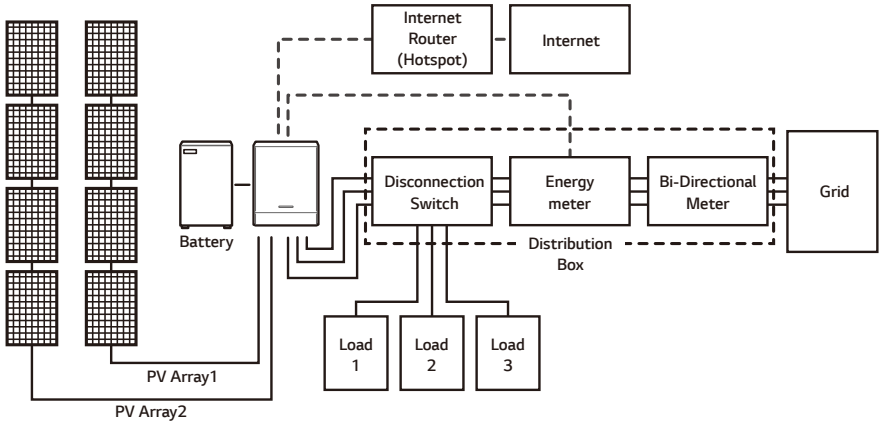 Internet
Router
(Hotspot)
Internet
Disconnection
Switch
Energy
meter
Bi-Directional
Meter
Grid
Battery
Distribution
Box
Load
1
Load
2
Load
3
PV Array1
PV Array2